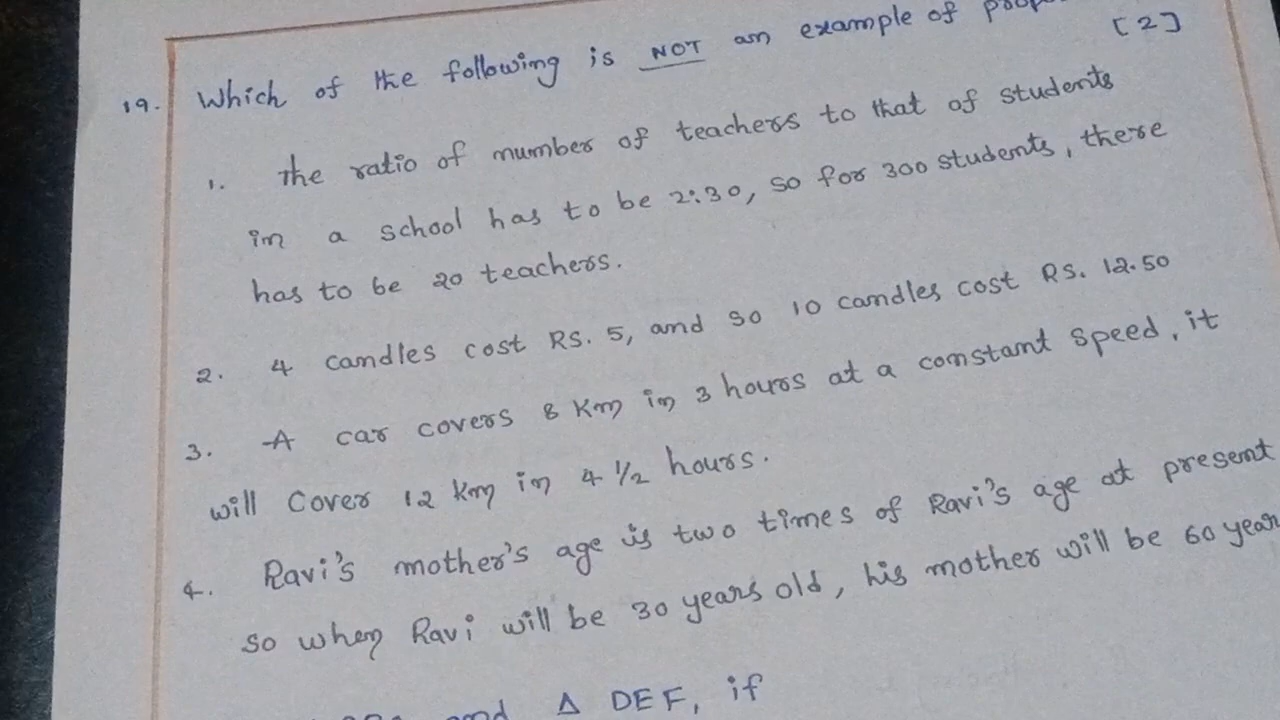 19. Which of the following is NOT an example of
[2]
1. the ratio of number of teachers to that of students
in a school has to be 2:30, so for 300 students, there
has to be 20 teachers.
2. 4 candles cost RS. 5, and so 10 candles cost RS. 12.50
3. A car covers 8 Km in 3 hours at a constant speed, it
will cover 12 km in 4 1/2 hours.
4. Ravi's mother's age is two times of Ravi's age at present
so when Ravi will be 30 years old, his mother will be 60 year
and Δ DEF, if